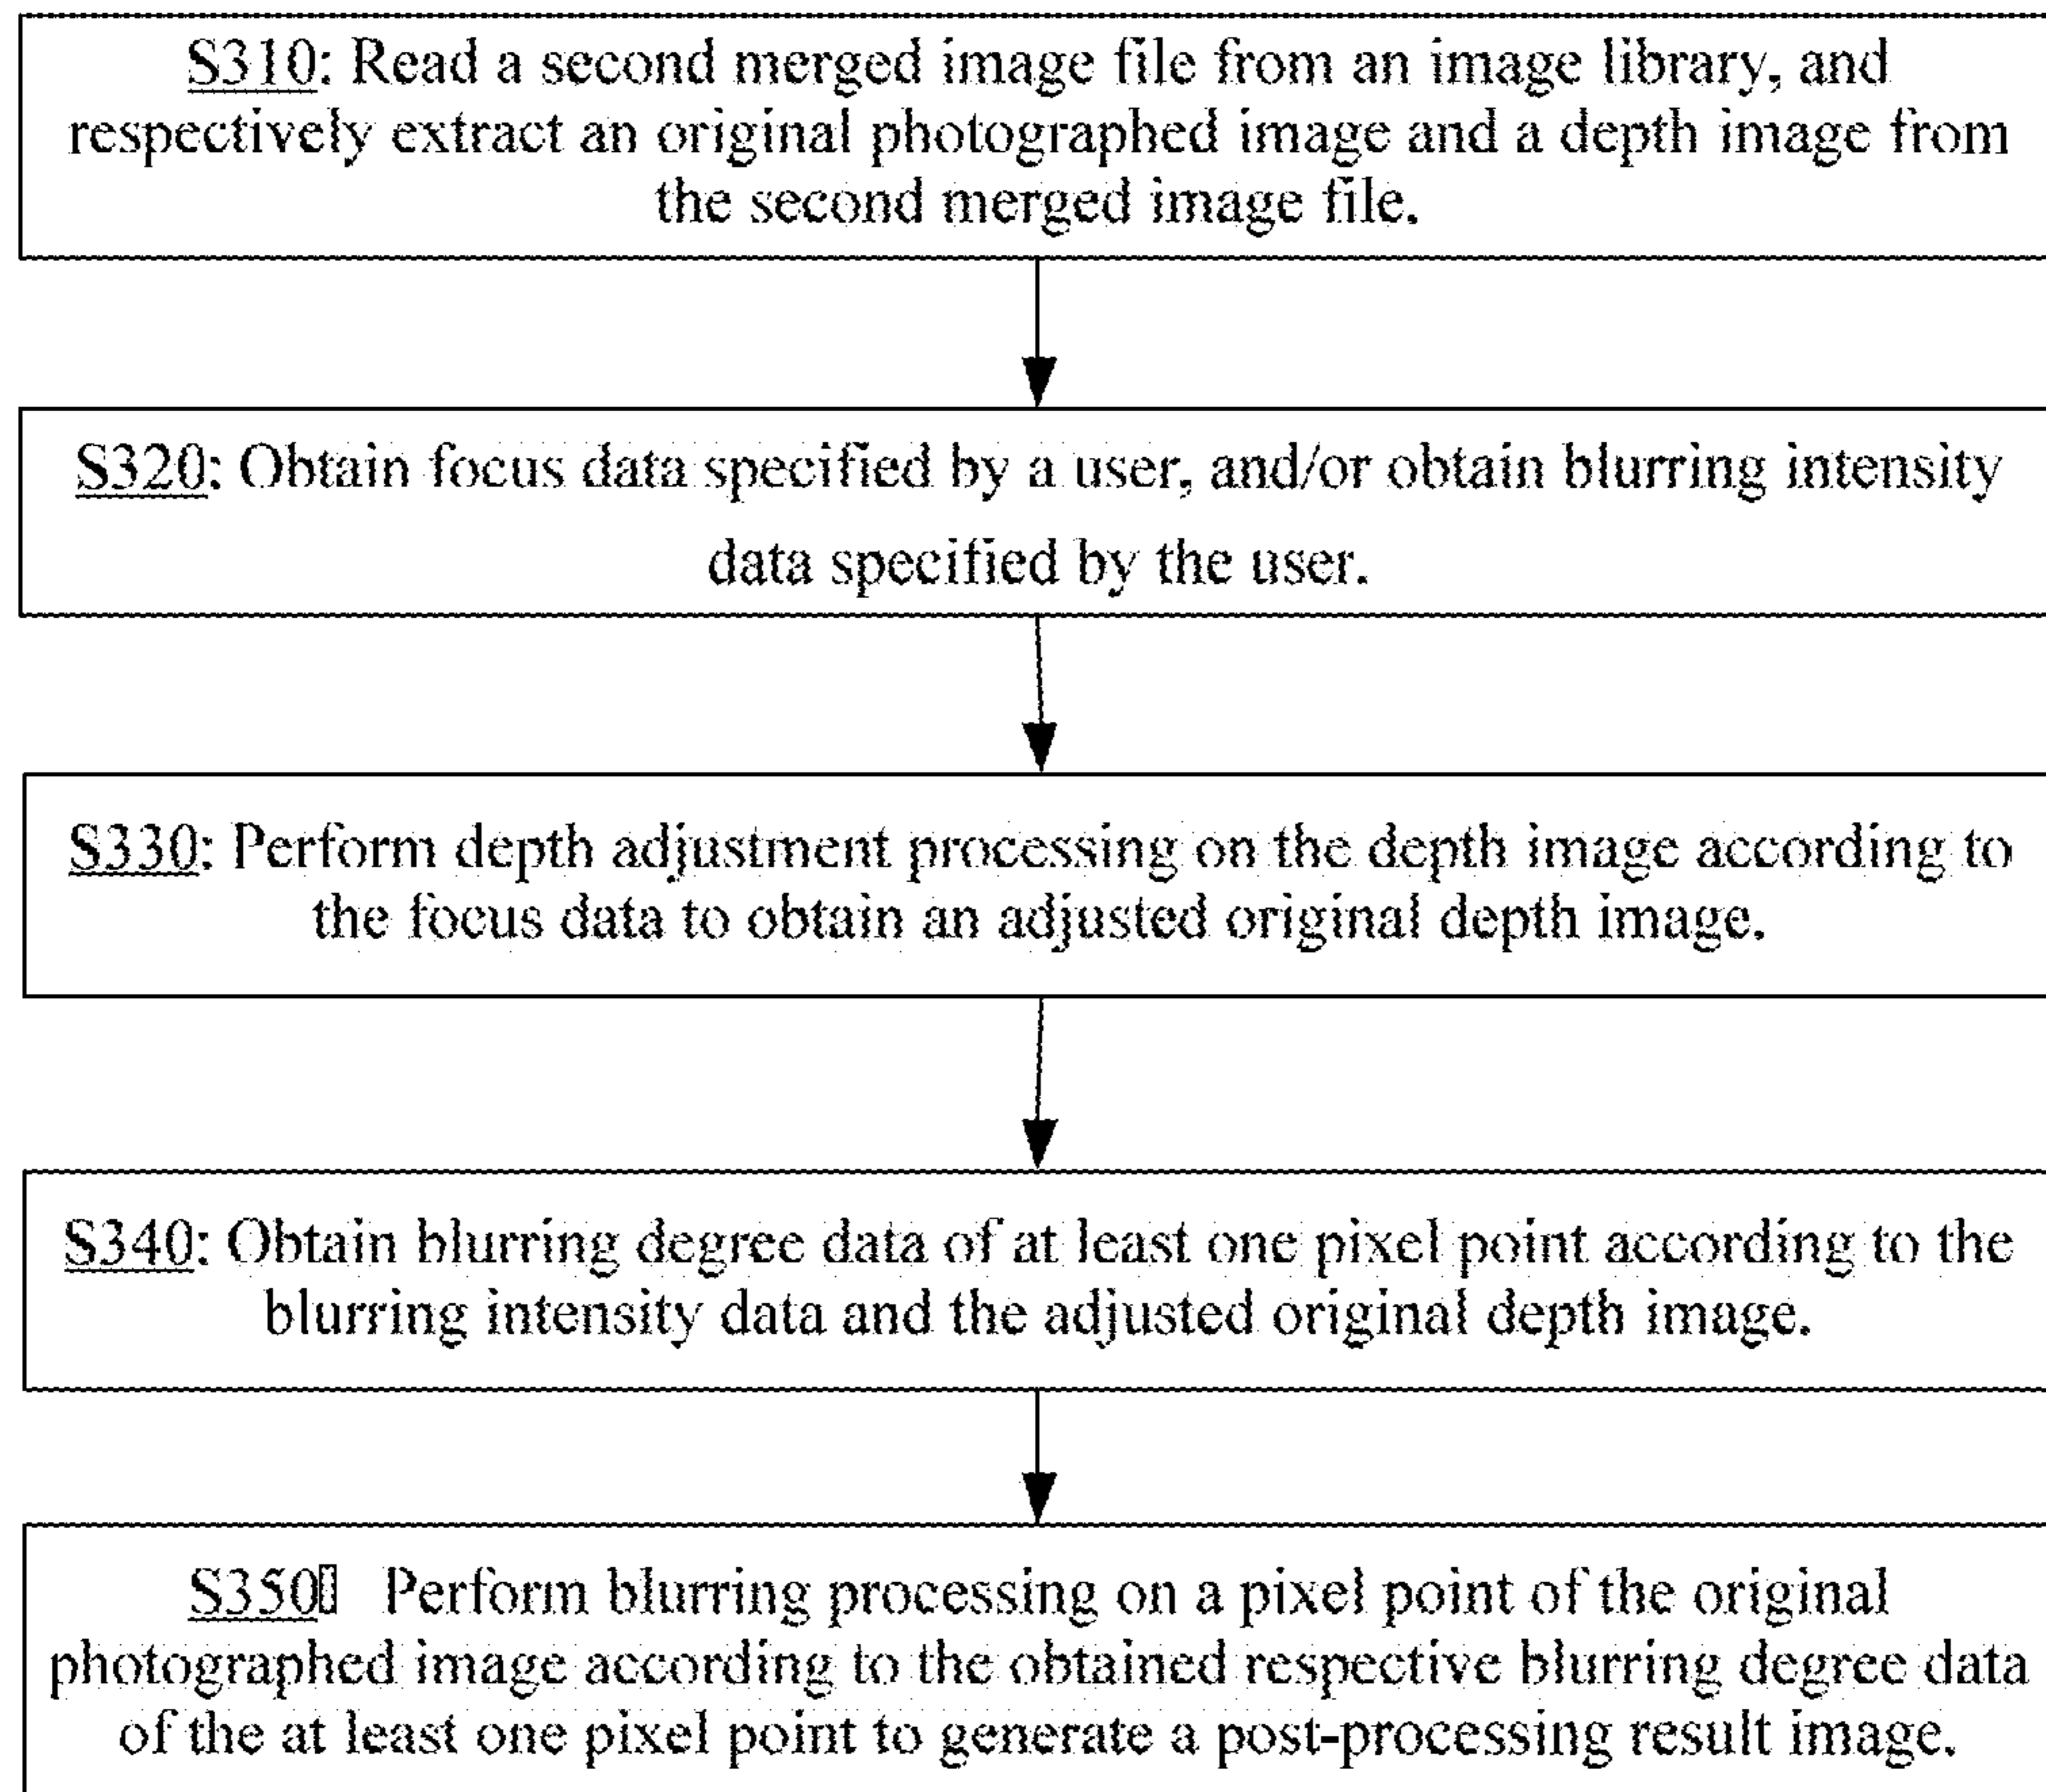 S310: Read a second merged image file from an image library, and
respectively extract an original photographed image and a depth image from
the second merged image file.
S320: Obtain focus data specified by a user, and/or obtain blurring intensity
data specified by the user.
S330: Perform depth adjustment processing on the depth image according to
the focus data to obtain an adjusted original depth image.
S340: Obtain blurring degree data of at least one pixel point according to the
blurring intensity data and the adjusted original depth image.
S350 Perform blurring processing on a pixel point of the original
photographed image according to the obtained respective blurring degree data
of the at least one pixel point to generate a post-processing result image.